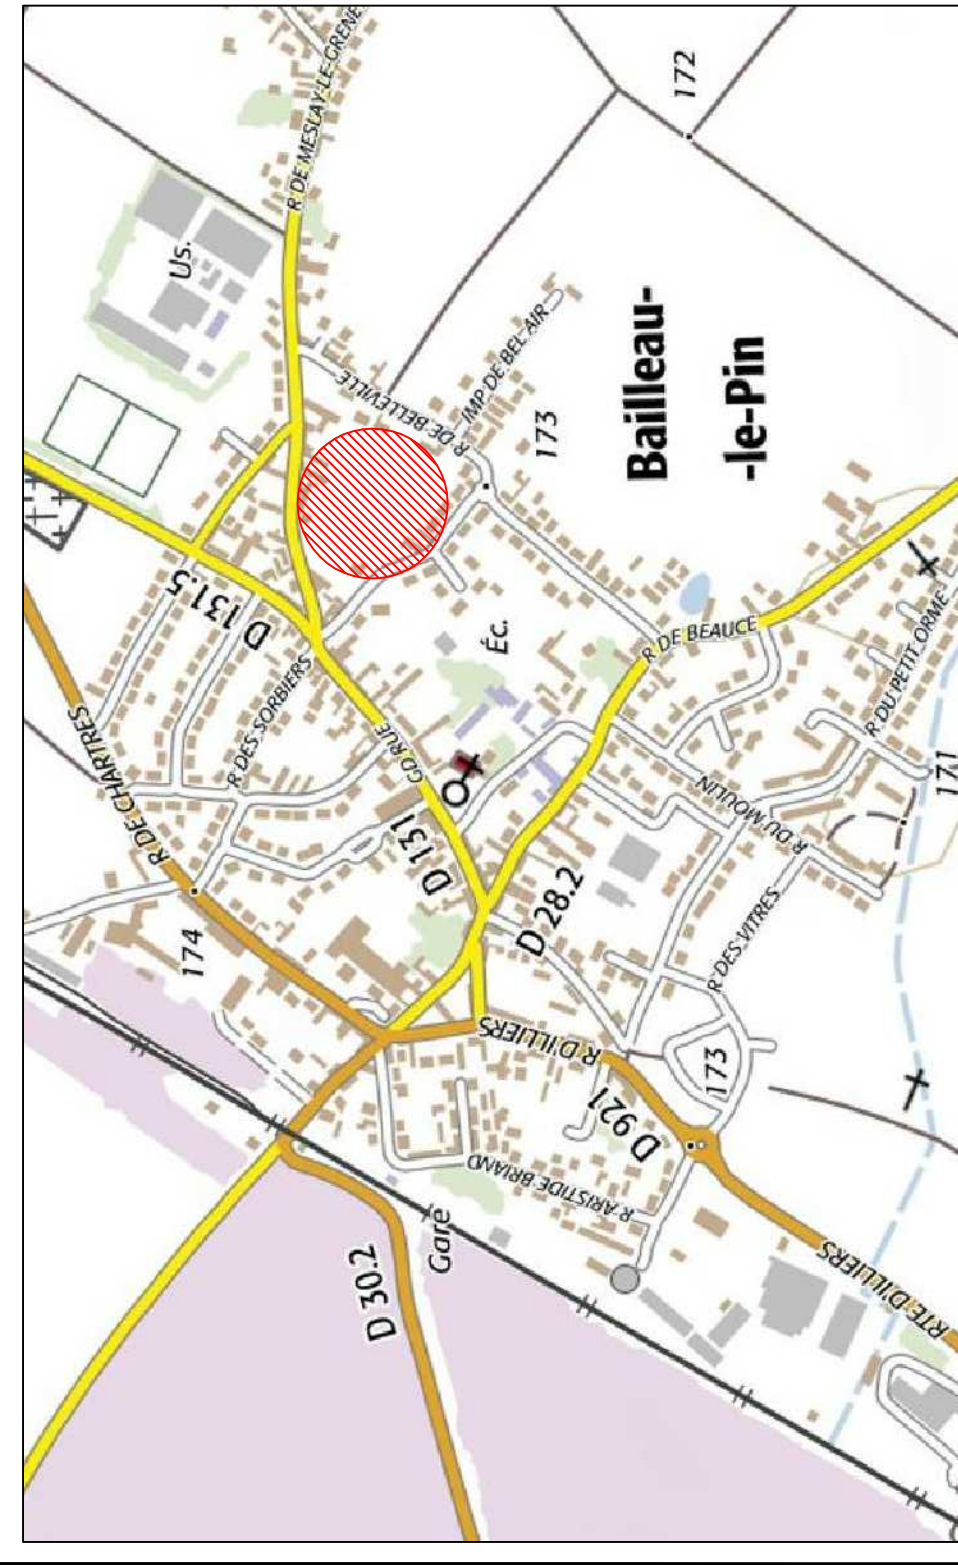 R DE MESLAY-LE-GRENE
172
Us.
R DE BELLEVILLE
IMP. DE BEL AIR
173
Bailleau-
-le-Pin
D 131.5
R DES SORBIERS
R DE CHARTRES
GD RUE
Éc.
R DE BEAUCE
R DU PETIT ORME
171
D 131
R DU MOULIN
D 28.2
R DES VITRES
174
R D'ILLIERS
173
D 921
R ARISTIDE BRIAND
Gare
D 30.2
RTE D'ILLIERS